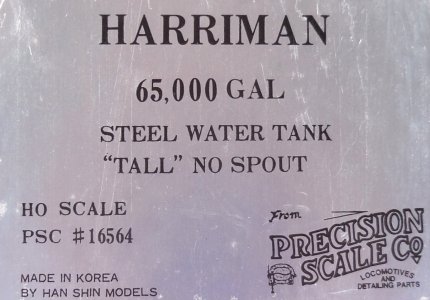 HARRIMAN
65,000 GAL
STEEL WATER TANK
“TALL” NO SPOUT
HO SCALE
PSC #16564
MADE IN KOREA
BY HAN SHIN MODELS
From
PRECISION
SCALE Co
LOCOMOTIVES
AND
DETAILING PARTS